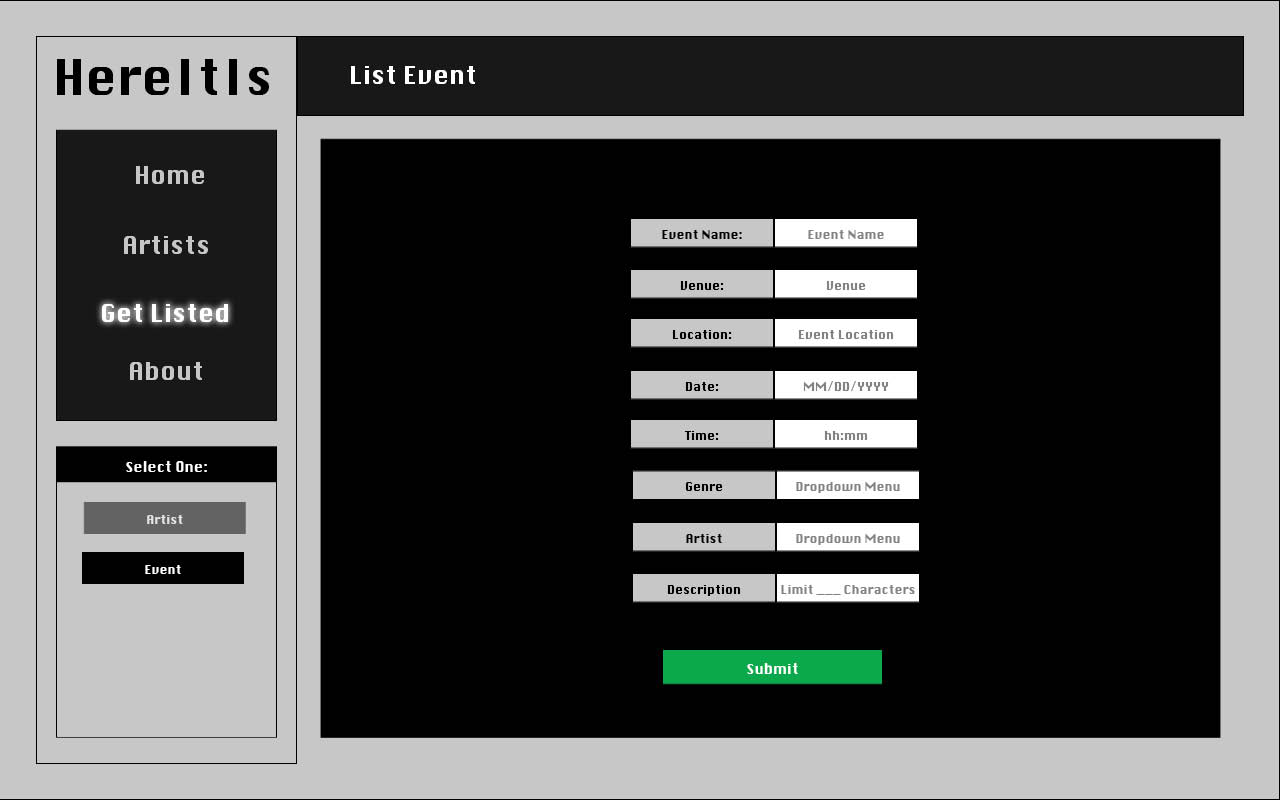 HereItIs
List Event
Home
Artists
Get Listed
About
Select One:
Artist
Event
Event Name: Event Name
Venue: Venue
Location: Event Location
Date: MM/DD/YYYY
Time: hh:mm
Genre Dropdown Menu
Artist Dropdown Menu
Description Limit ___ Characters
Submit